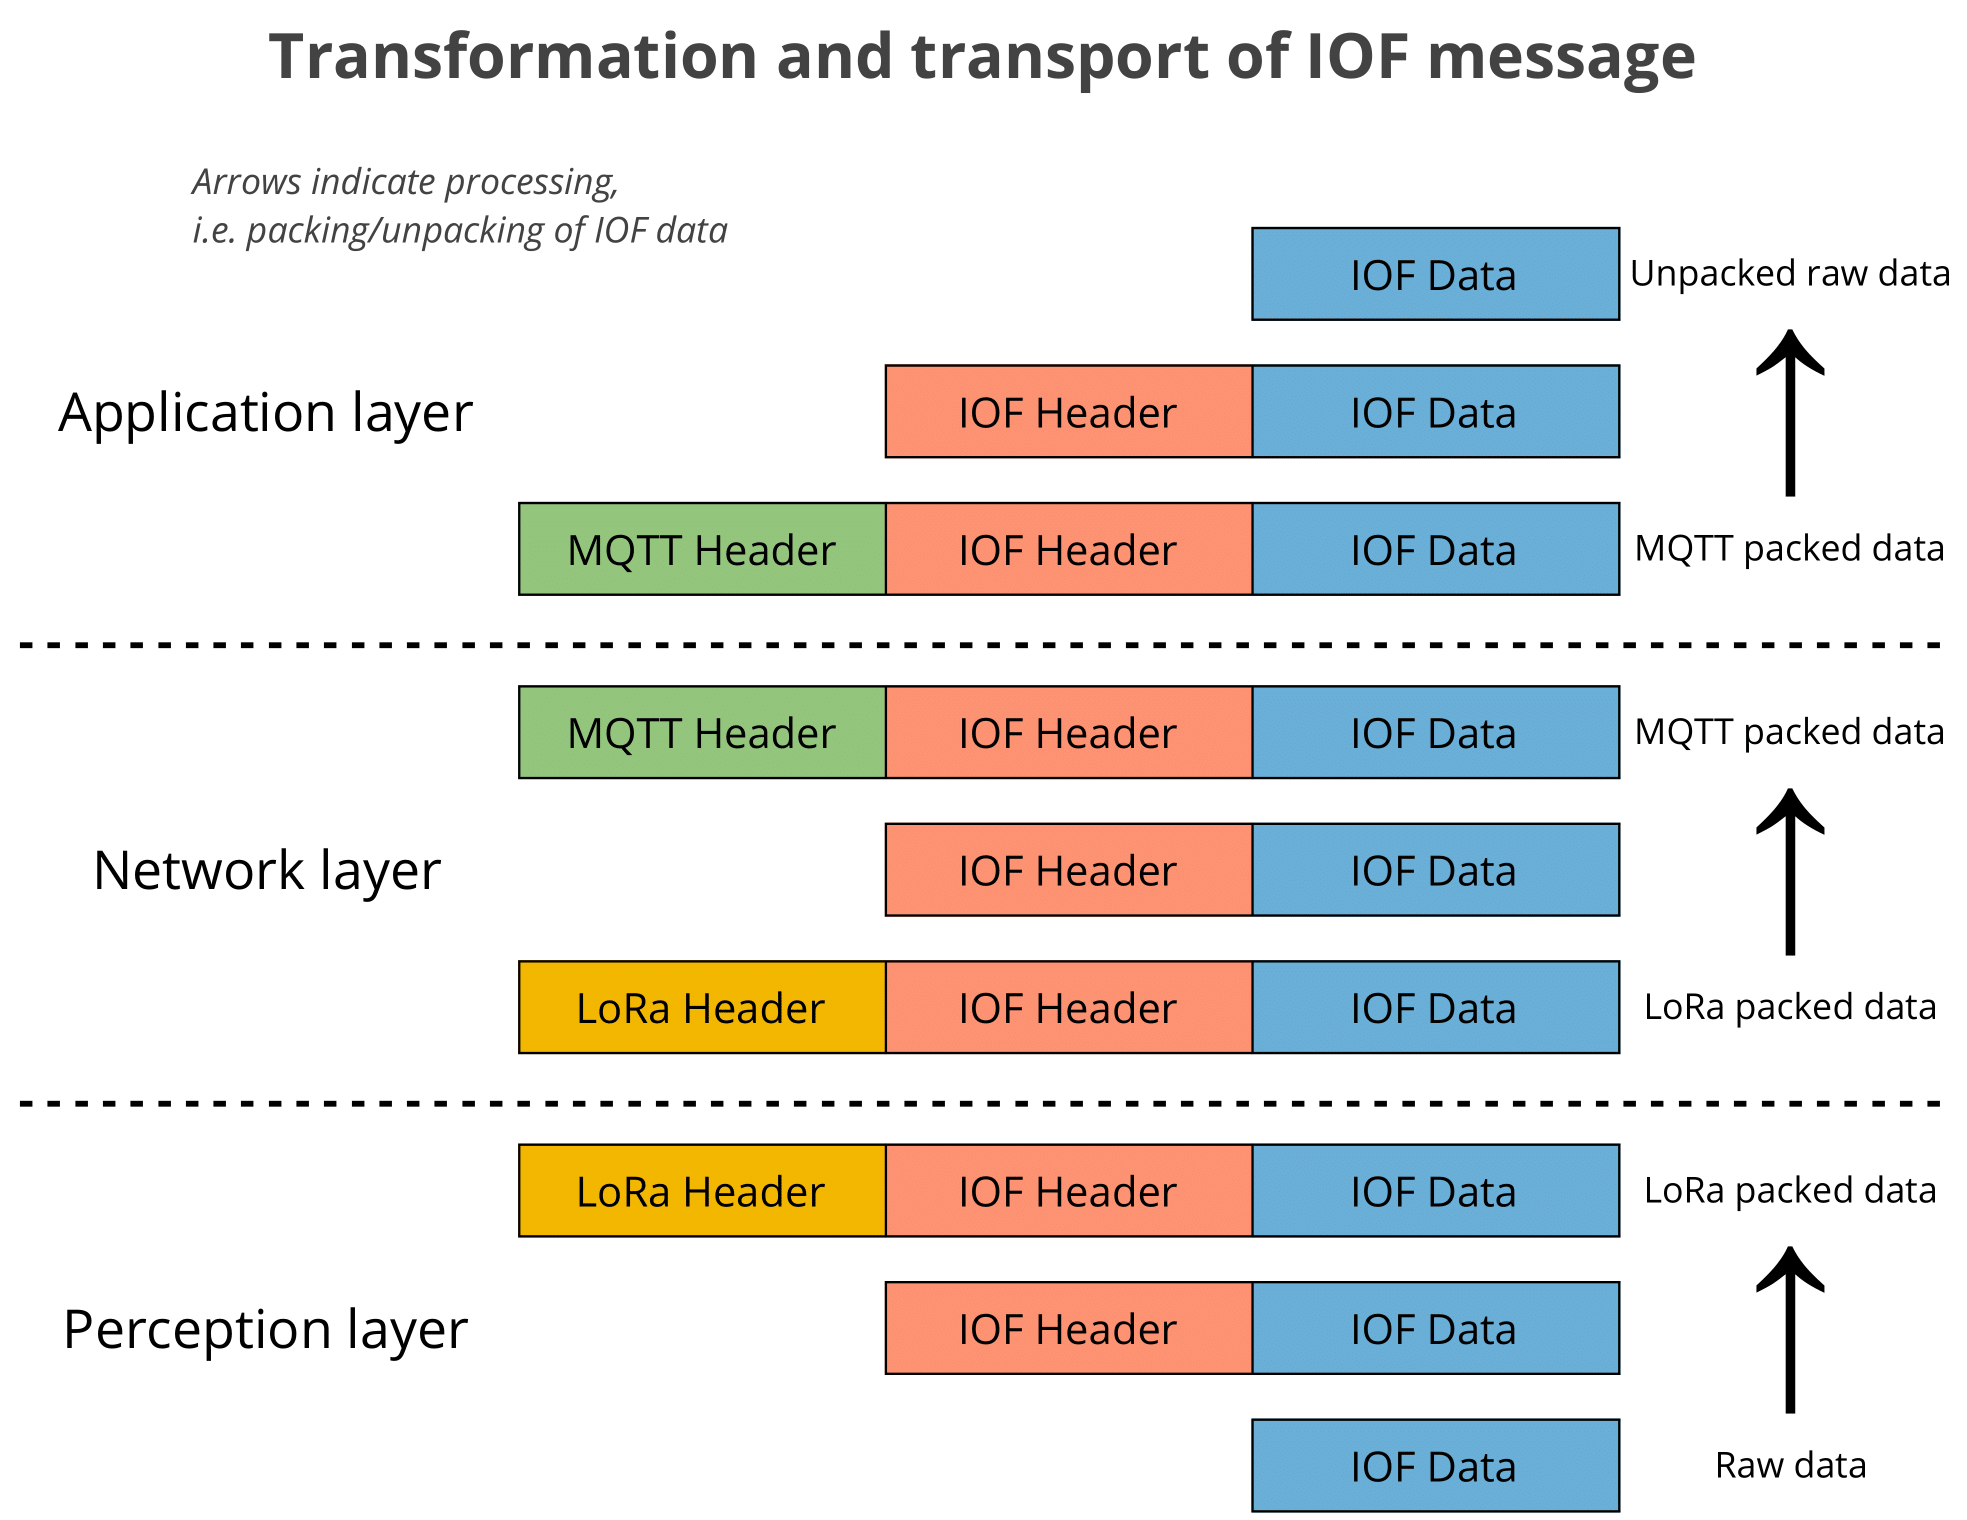 Transformation and transport of IOF message
Arrows indicate processing,
i.e. packing/unpacking of IOF data
IOF Data Unpacked raw data
Application layer IOF Header IOF Data
MQTT Header IOF Header IOF Data MQTT packed data
MQTT Header IOF Header IOF Data MQTT packed data
Network layer IOF Header IOF Data
LoRa Header IOF Header IOF Data LoRa packed data
LoRa Header IOF Header IOF Data LoRa packed data
Perception layer IOF Header IOF Data
IOF Data Raw data